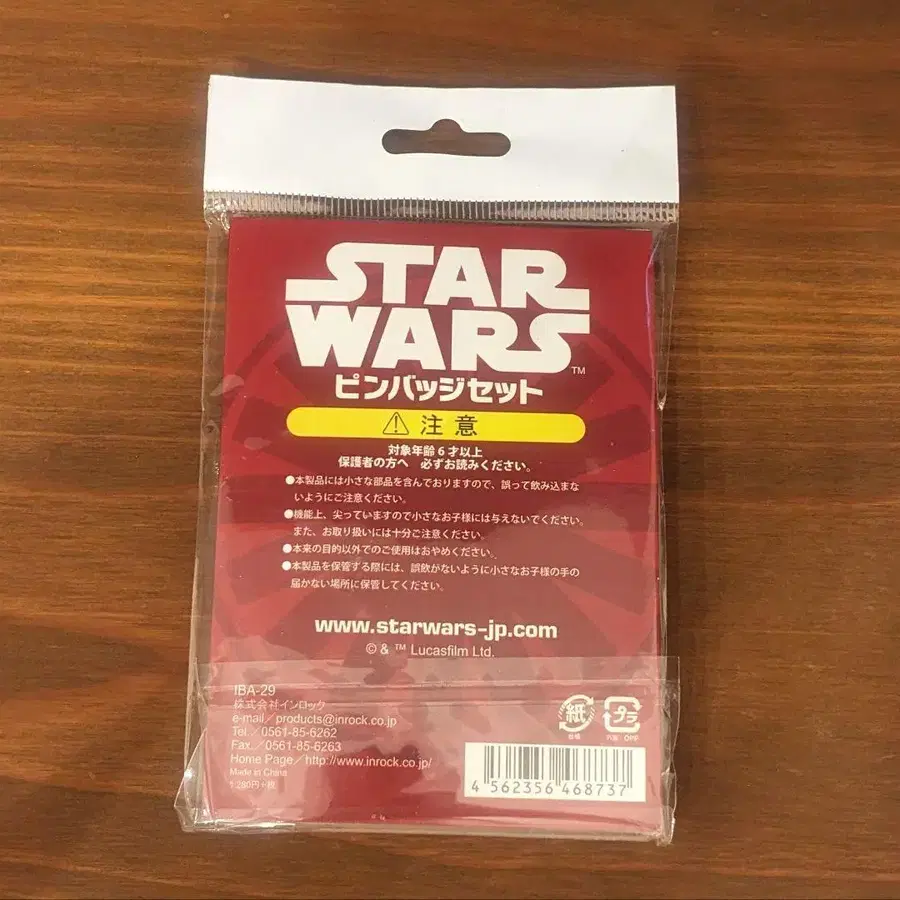 STAR
WARS
TM
ピンバッジセット
⚠ 注意
対象年齢6才以上
保護者の方へ　必ずお読みください。
●本製品には小さな部品を含んでおりますので、誤って飲み込まな
いようにご注意ください。
●機能上、尖っていますので小さなお子様には与えないでください。
また、お取り扱いには十分ご注意ください。
●本来の目的以外でのご使用はおやめください。
●本製品を保管する際には、誤飲がないように小さなお子様の手の
届かない場所に保管してください。
www.starwars-jp.com
© & ™ Lucasfilm Ltd.
IBA-29
株式会社インロック
e-mail／products@inrock.co.jp
Tel.／0561-85-6262
Fax.／0561-85-6263
Home Page／http://www.inrock.co.jp/
Made in China
1,280円+税
紙
台紙
プラ
外装 OPP
4 562356 468737